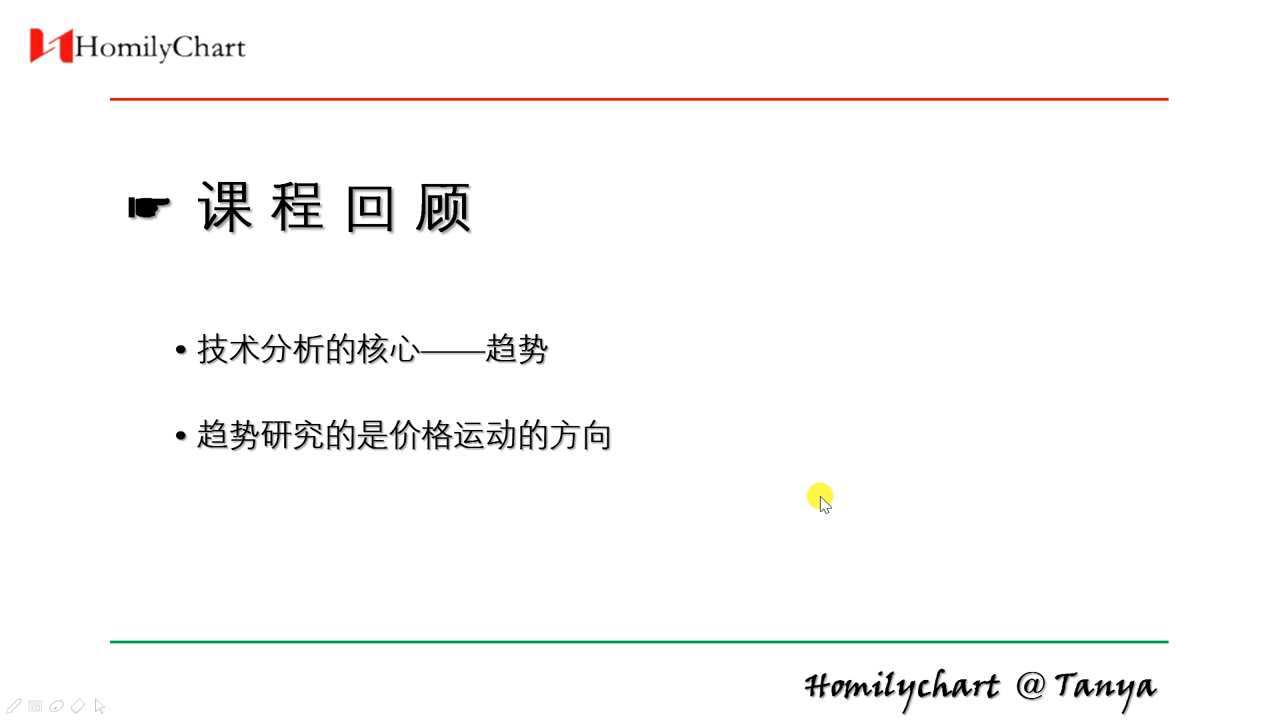 HomilyChart
☛ 课程回顾
• 技术分析的核心——趋势
• 趋势研究的是价格运动的方向
Homilychart @ Tanya